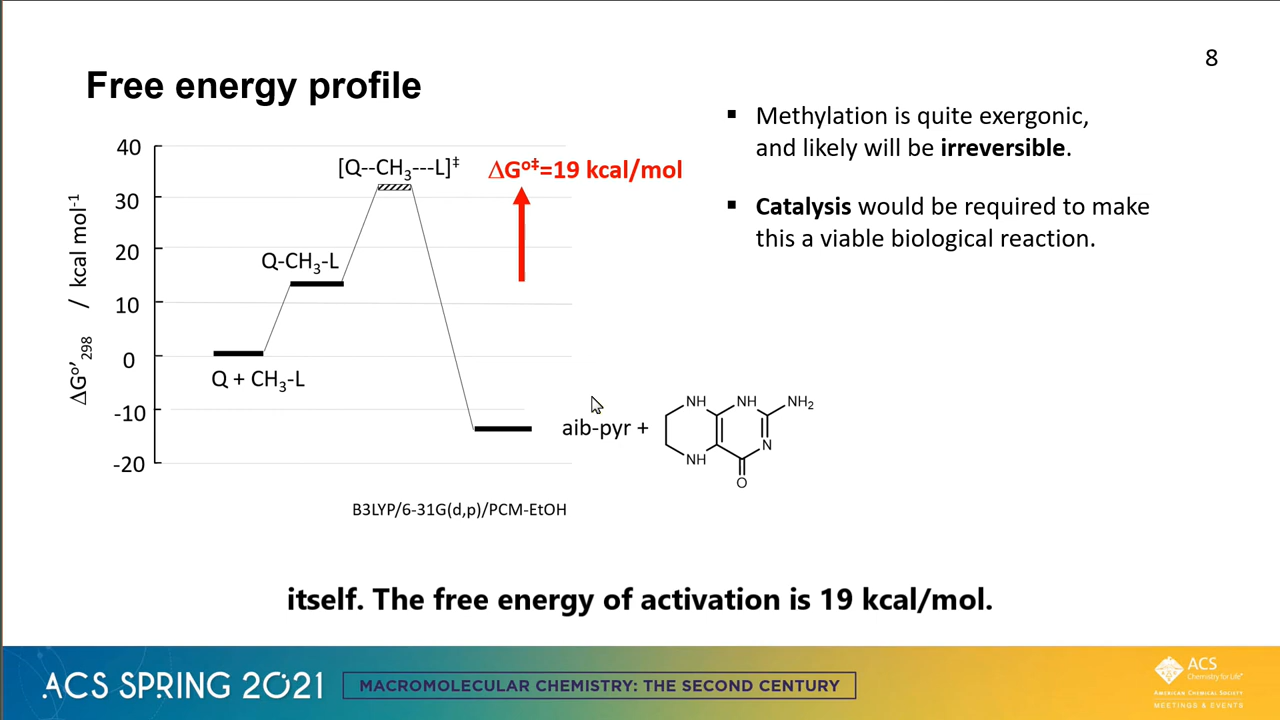 8
Free energy profile
Methylation is quite exergonic,
and likely will be irreversible.
Catalysis would be required to make
this a viable biological reaction.
ΔG°′298 / kcal mol-1
40
30
20
10
0
-10
-20
[Q--CH3---L]‡
ΔG°‡=19 kcal/mol
Q-CH3-L
Q + CH3-L
aib-pyr +
NH
NH
NH2
N
NH
O
B3LYP/6-31G(d,p)/PCM-EtOH
itself. The free energy of activation is 19 kcal/mol.
ACS SPRING 2021
MACROMOLECULAR CHEMISTRY: THE SECOND CENTURY
ACS
Chemistry for Life®
AMERICAN CHEMICAL SOCIETY
MEETINGS & EVENTS